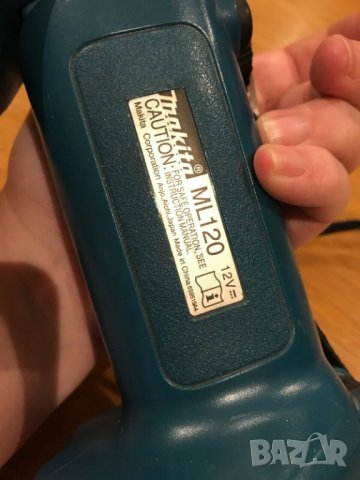 makita® ML120 12V
CAUTION: FOR SAFE OPERATION, SEE
INSTRUCTION MANUAL.
Makita Corporation Anjo, Aichi, Japan Made in China
BAZAR
bg